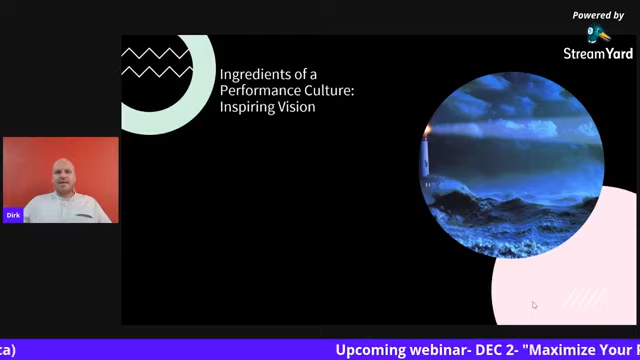 Powered by
StreamYard
Ingredients of a
Performance Culture:
Inspiring Vision
Dirk
Upcoming webinar- DEC 2- "Maximize Your